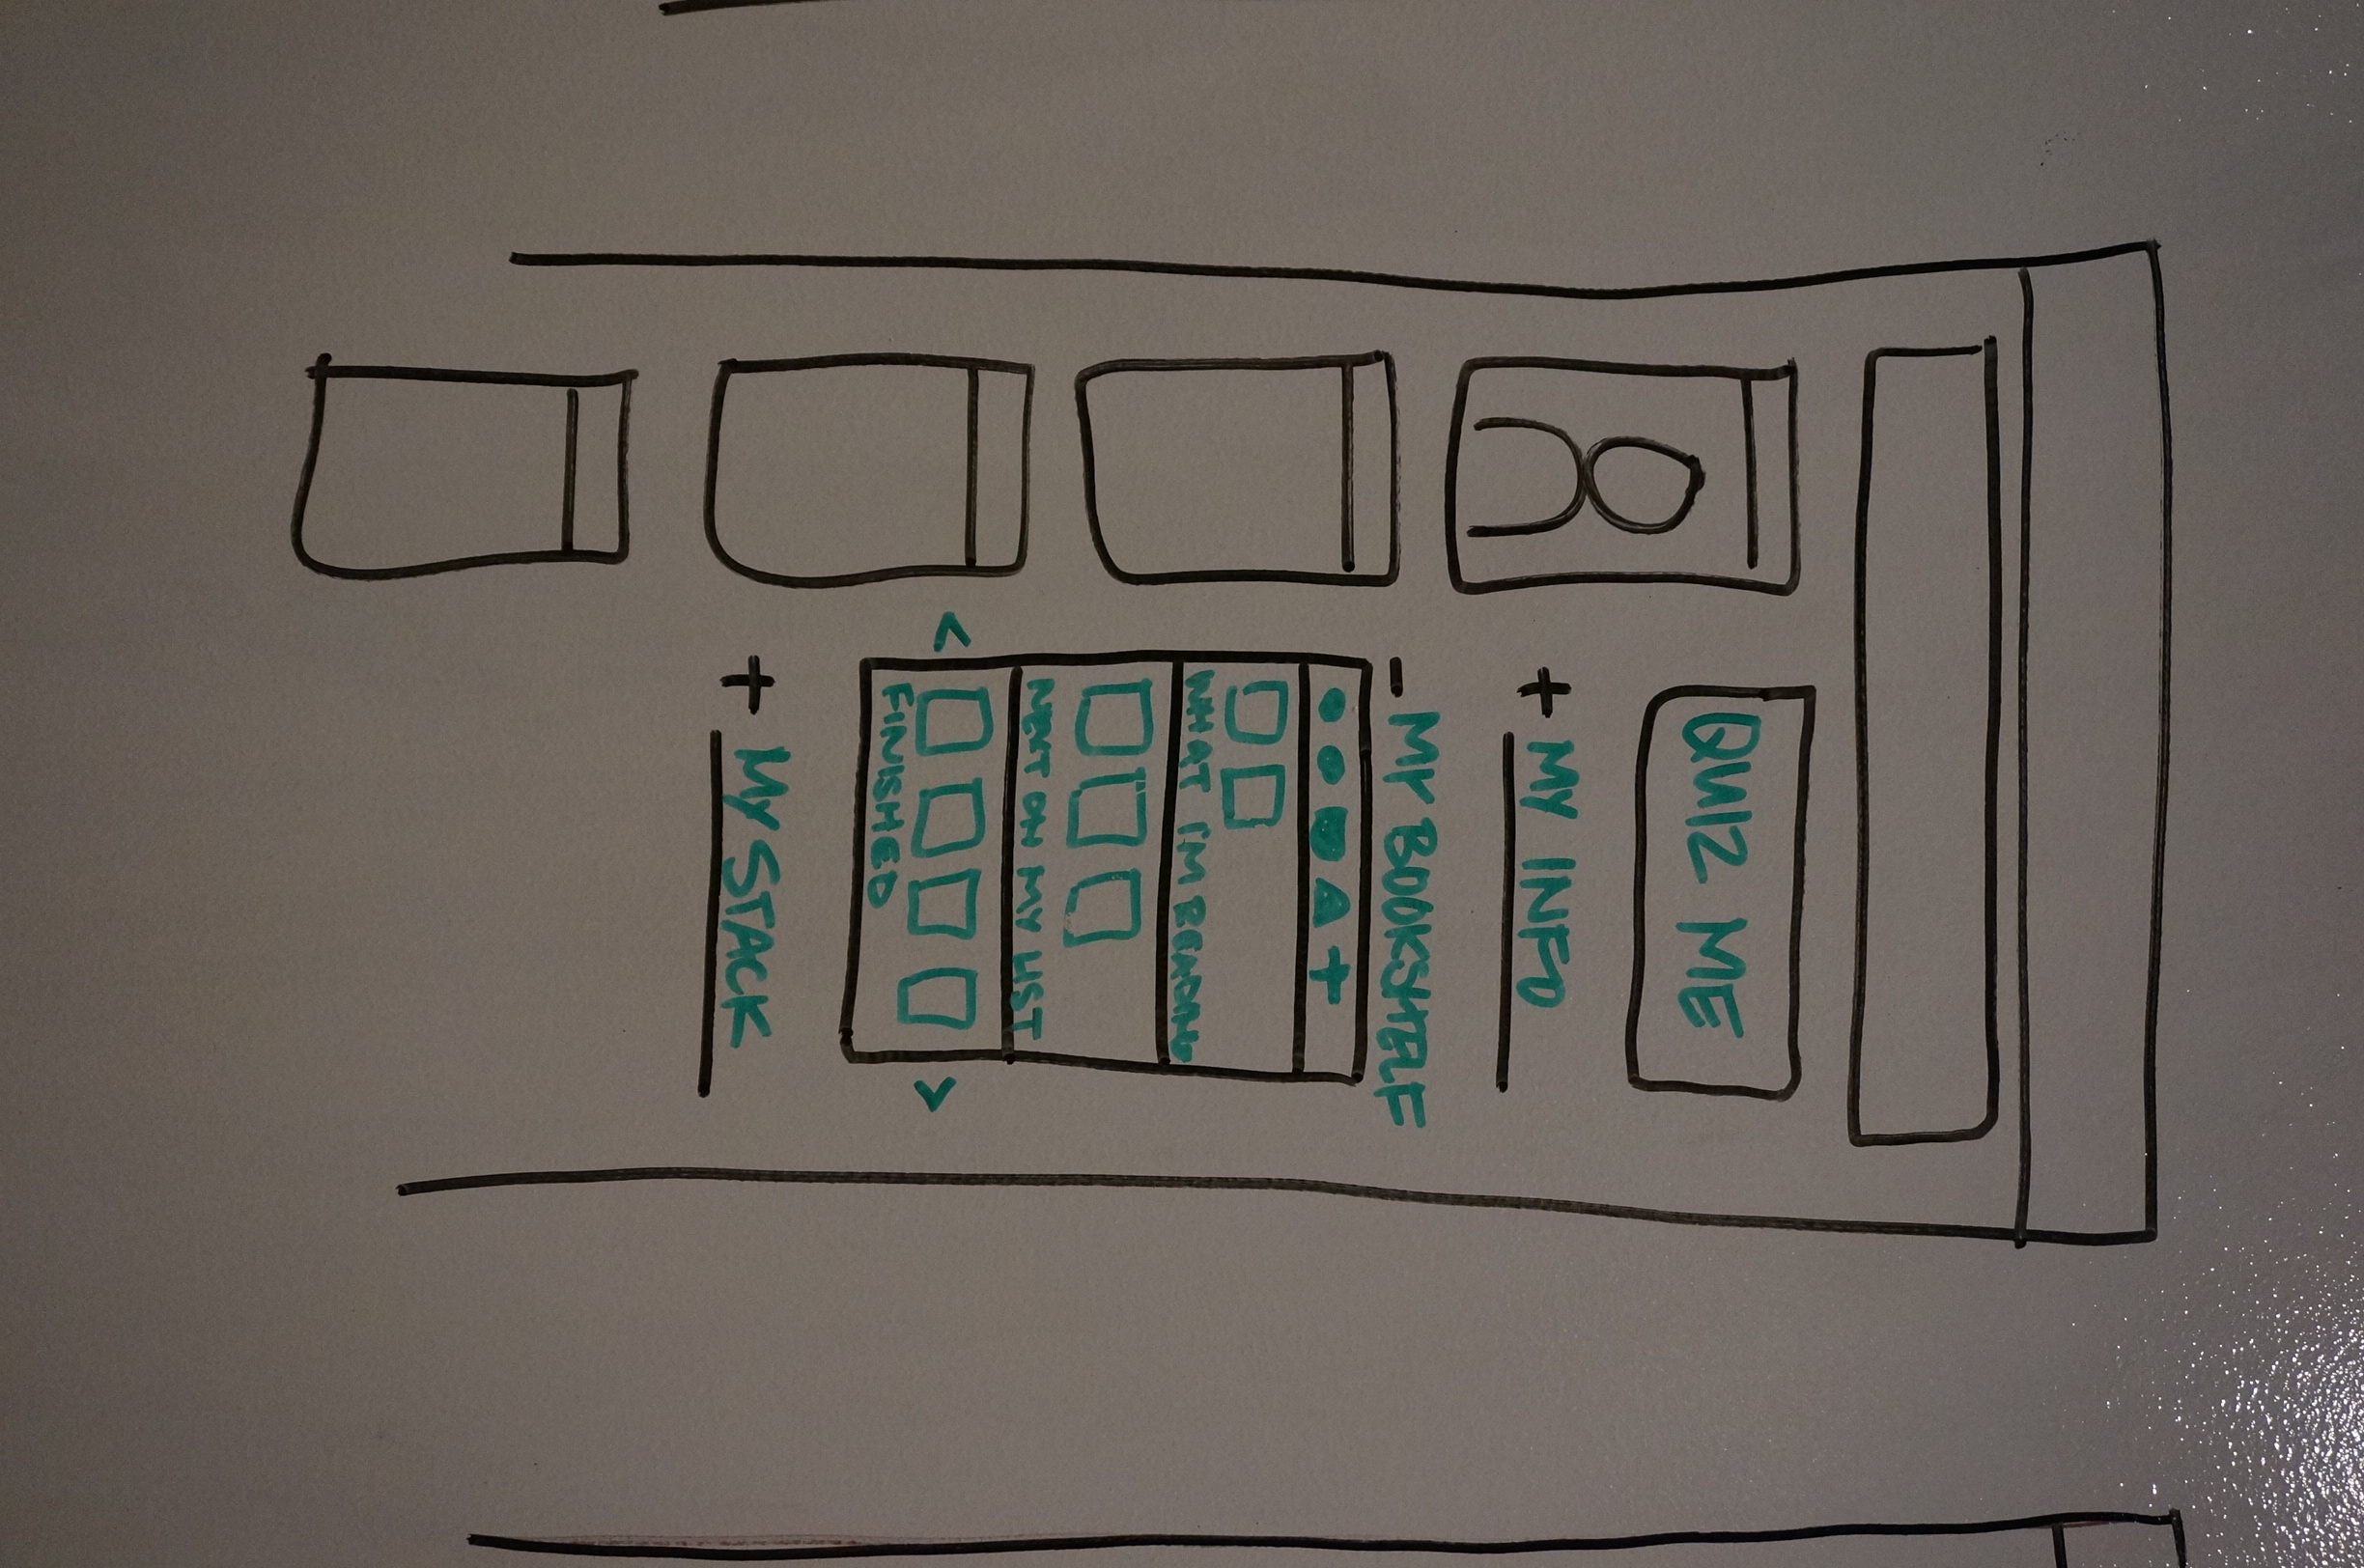 QUIZ ME
+ MY INFO
- MY BOOKSHELF
WHAT I'M READING
NEXT ON MY LIST
< >
FINISHED
+ MY STACK